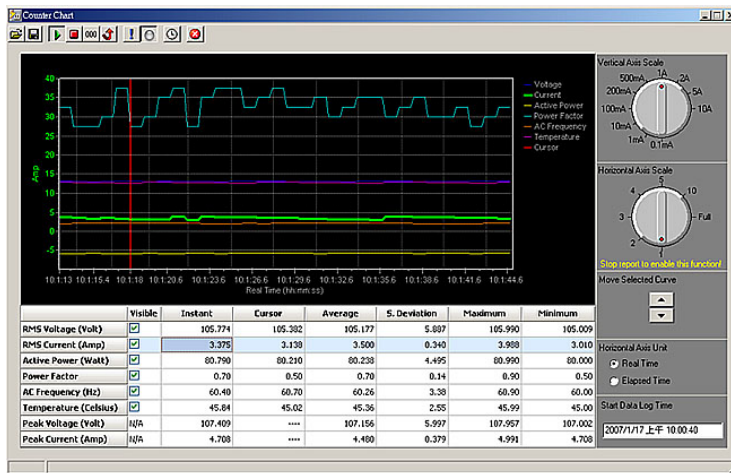 Counter Chart
000
Vertical Axis Scale
500mA 1A 2A
200mA 5A
100mA 10A
10mA
1mA 0.1mA
40
35
30
25
20
15
10
5
0
-5
Amp
Voltage
Current
Active Power
Power Factor
AC Frequency
Temperature
Cursor
10:1:13 10:1:15.4 10:1:18 10:1:20.6 10:1:23.6 10:1:26.6 10:1:29.6 10:1:32.6 10:1:35.6 10:1:38.6 10:1:41.6 10:1:44.6
Real Time (hh:mm:ss)
Horizontal Axis Scale
5
4 10
3 Full
2
1
Stop report to enable this function!
Move Selected Curve
Horizontal Axis Unit
Real Time
Elapsed Time
Start Data Log Time
2007/1/17 上午 10:00:40
Visible Instant Cursor Average S. Deviation Maximum Minimum
RMS Voltage (Volt) 105.774 105.382 105.177 5.887 105.990 105.009
RMS Current (Amp) 3.375 3.138 3.500 0.340 3.988 3.010
Active Power (Watt) 80.790 80.210 80.238 4.495 80.990 80.000
Power Factor 0.70 0.50 0.70 0.14 0.90 0.50
AC Frequency (Hz) 60.40 60.70 60.26 3.38 60.90 60.00
Temperature (Celsius) 45.84 45.02 45.36 2.55 45.99 45.00
Peak Voltage (Volt) N/A 107.409 ---- 107.156 5.997 107.957 107.002
Peak Current (Amp) N/A 4.708 ---- 4.480 0.379 4.991 4.708